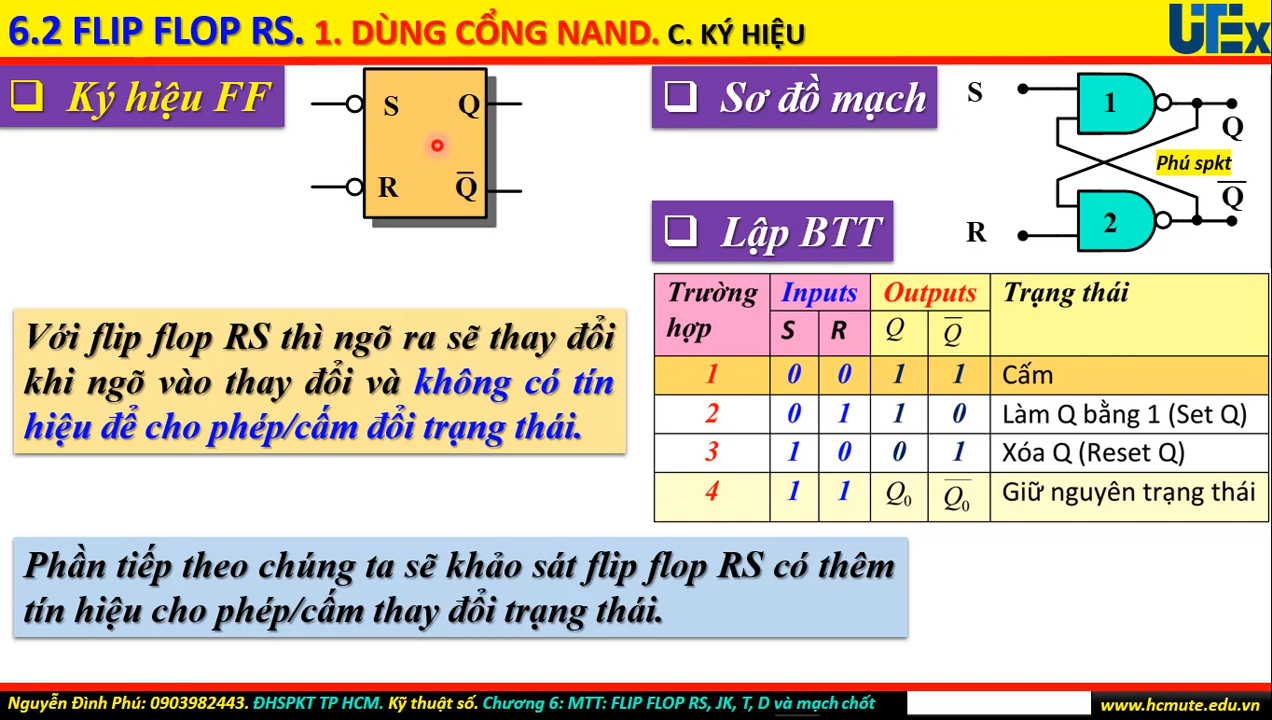 6.2 FLIP FLOP RS. 1. DÙNG CỔNG NAND. C. KÝ HIỆU
UTEx
Ký hiệu FF
S Q
R Q̅
Sơ đồ mạch
S 1 Q
Phú spkt
R 2 Q̅
Lập BTT
Trường hợp Inputs Outputs Trạng thái
S R Q Q̅
1 0 0 1 1 Cấm
2 0 1 1 0 Làm Q bằng 1 (Set Q)
3 1 0 0 1 Xóa Q (Reset Q)
4 1 1 Q₀ Q̅₀ Giữ nguyên trạng thái
Với flip flop RS thì ngõ ra sẽ thay đổi
khi ngõ vào thay đổi và không có tín
hiệu để cho phép/cấm đổi trạng thái.
Phần tiếp theo chúng ta sẽ khảo sát flip flop RS có thêm
tín hiệu cho phép/cấm thay đổi trạng thái.
Nguyễn Đình Phú: 0903982443. ĐHSPKT TP HCM. Kỹ thuật số. Chương 6: MTT: FLIP FLOP RS, JK, T, D và mạch chốt
www.hcmute.edu.vn